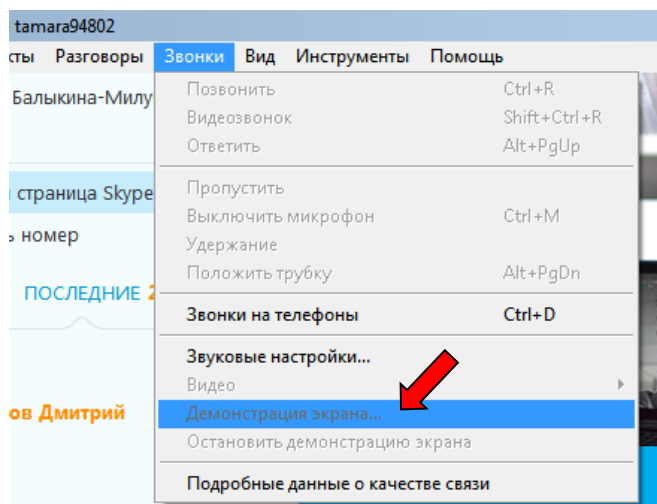 tamara94802
кты Разговоры Звонки Вид Инструменты Помощь
Балыкина-Милу
страница Skype
ь номер
ПОСЛЕДНИЕ 2
ов Дмитрий
Позвонить Ctrl+R
Видеозвонок Shift+Ctrl+R
Ответить Alt+PgUp
Пропустить
Выключить микрофон Ctrl+M
Удержание
Положить трубку Alt+PgDn
Звонки на телефоны Ctrl+D
Звуковые настройки...
Видео
Демонстрация экрана...
Остановить демонстрацию экрана
Подробные данные о качестве связи